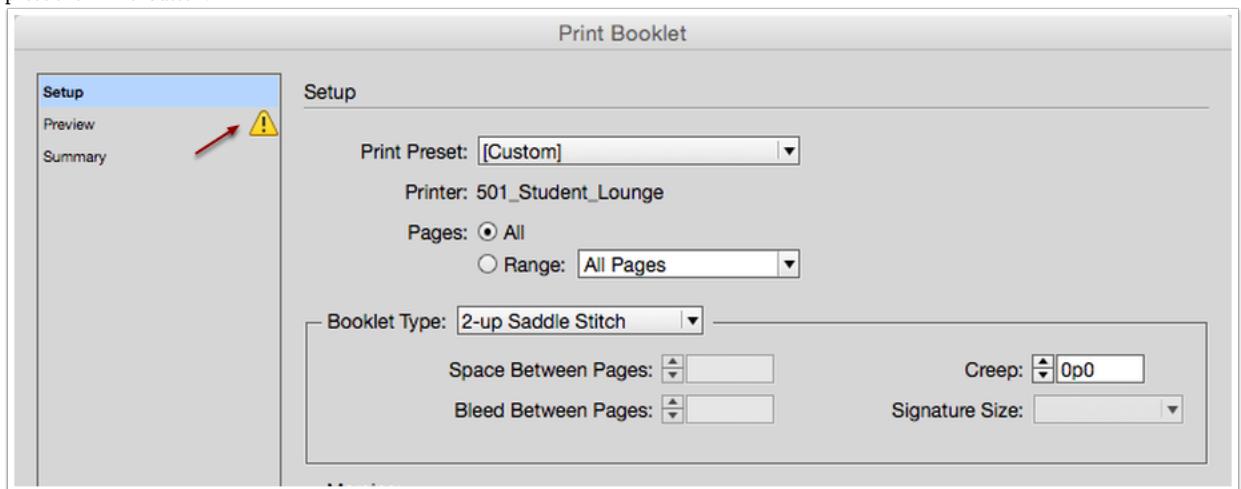 Print Booklet
Setup
Preview
Summary
Setup
Print Preset: [Custom]
Printer: 501_Student_Lounge
Pages: All
Range: All Pages
Booklet Type: 2-up Saddle Stitch
Space Between Pages: Creep: 0p0
Bleed Between Pages: Signature Size: